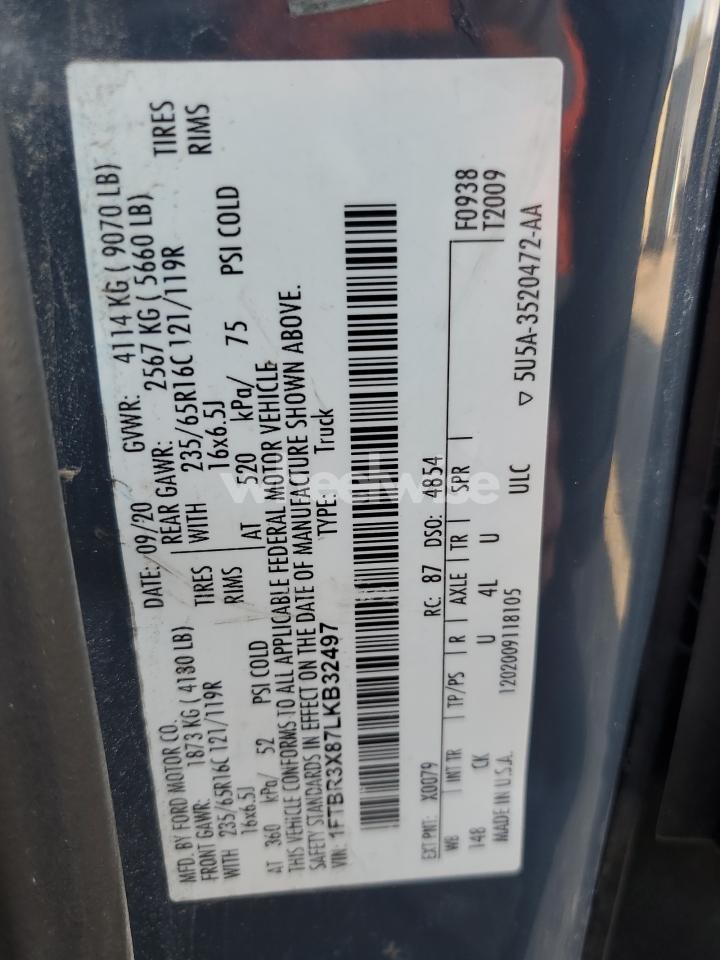 MFD. BY FORD MOTOR CO. DATE: 09/20 GVWR: 4114 KG ( 9070 LB)
FRONT GAWR: 1873 KG ( 4130 LB) REAR GAWR: 2567 KG ( 5660 LB)
WITH 235/65R16C 121/119R TIRES WITH 235/65R16C 121/119R TIRES
16x6.5J RIMS 16x6.5J RIMS
AT 360 kPa/ 52 PSI COLD AT 520 kPa/ 75 PSI COLD
THIS VEHICLE CONFORMS TO ALL APPLICABLE FEDERAL MOTOR VEHICLE
SAFETY STANDARDS IN EFFECT ON THE DATE OF MANUFACTURE SHOWN ABOVE.
VIN: 1FTBR3X87LKB32497 TYPE: Truck
EXT PNT: X0079 RC: 87 DSO: 4854 F0938
WB INT TR TP/PS R AXLE TR SPR T2009
148 CK U 4L U
MADE IN U.S.A. 1202009118105 ULC ▽ 5U5A-3520472-AA
wheelwise